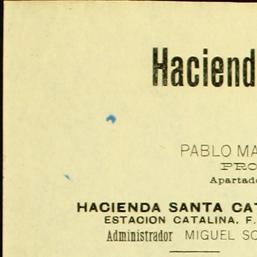 Haciend
PABLO MA
PRO
Apartad
HACIENDA SANTA CAT
ESTACION CATALINA. F.
Administrador MIGUEL SO